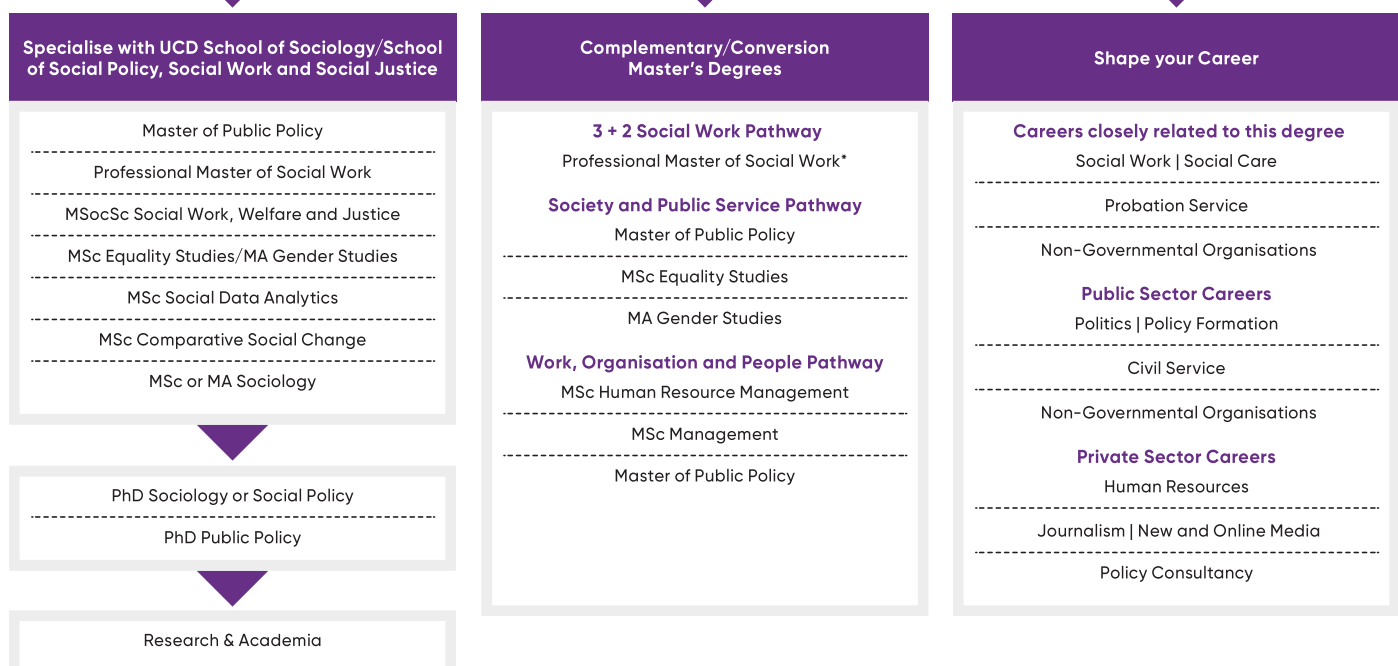 Specialise with UCD School of Sociology/School
of Social Policy, Social Work and Social Justice
Master of Public Policy
Professional Master of Social Work
MSocSc Social Work, Welfare and Justice
MSc Equality Studies/MA Gender Studies
MSc Social Data Analytics
MSc Comparative Social Change
MSc or MA Sociology
PhD Sociology or Social Policy
PhD Public Policy
Research & Academia
Complementary/Conversion
Master's Degrees
3 + 2 Social Work Pathway
Professional Master of Social Work*
Society and Public Service Pathway
Master of Public Policy
MSc Equality Studies
MA Gender Studies
Work, Organisation and People Pathway
MSc Human Resource Management
MSc Management
Master of Public Policy
Shape your Career
Careers closely related to this degree
Social Work | Social Care
Probation Service
Non-Governmental Organisations
Public Sector Careers
Politics | Policy Formation
Civil Service
Non-Governmental Organisations
Private Sector Careers
Human Resources
Journalism | New and Online Media
Policy Consultancy